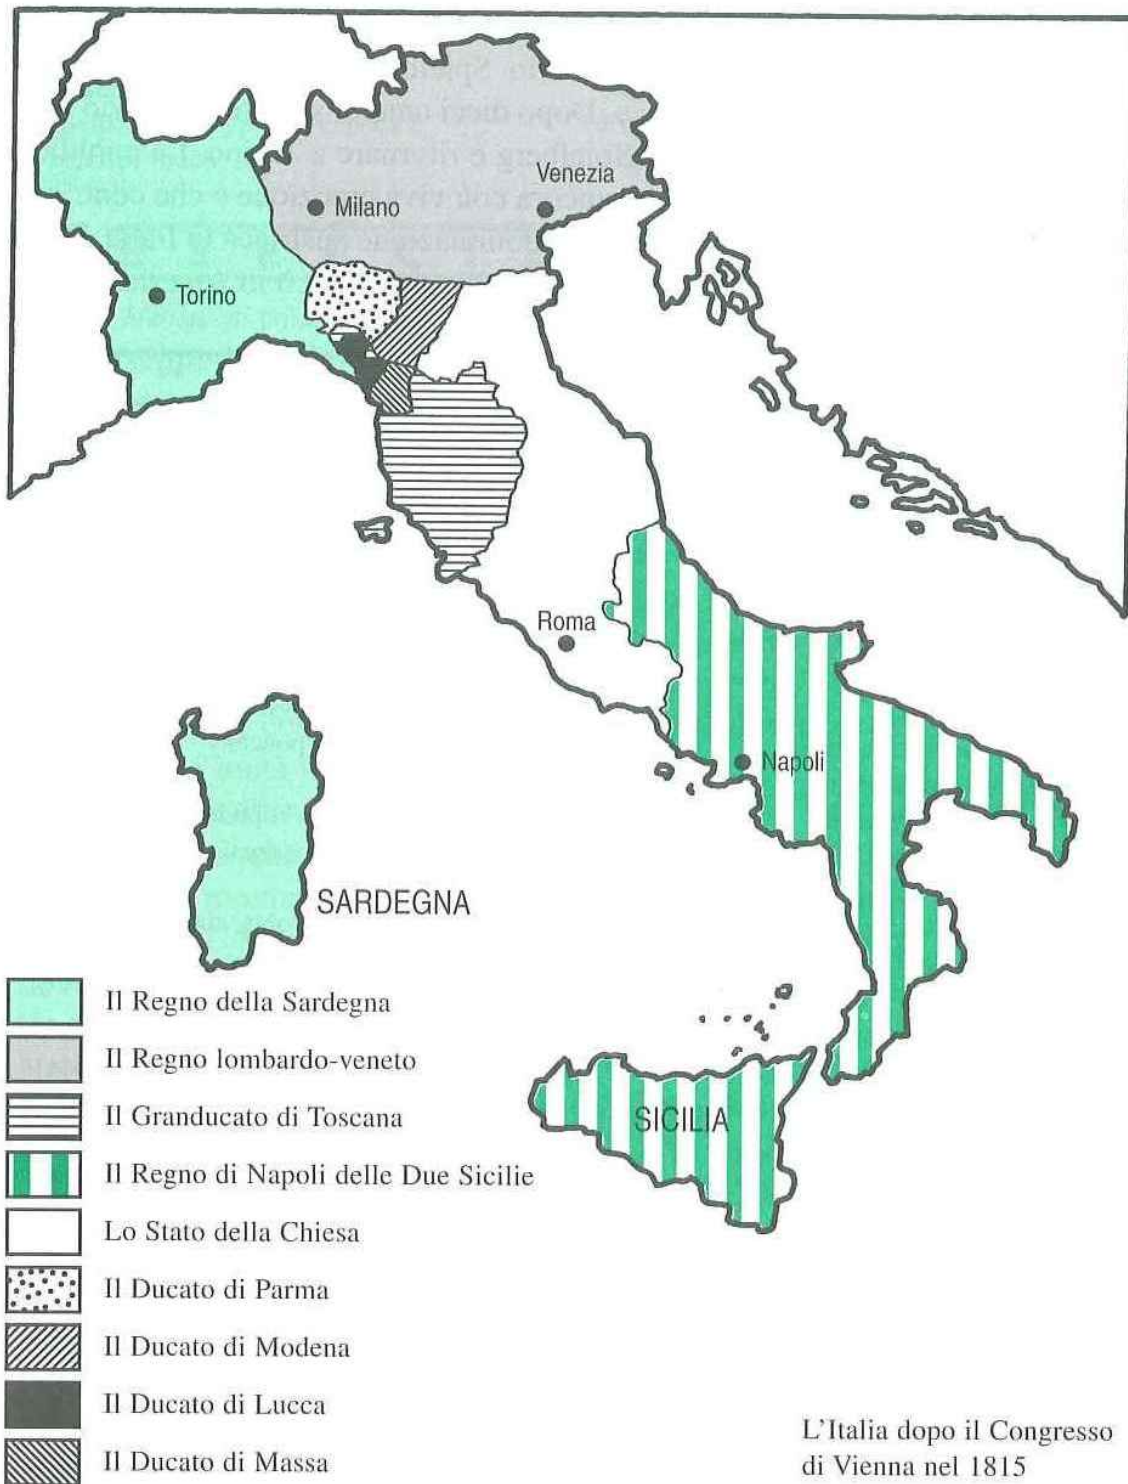 Milano
Venezia
Torino
Roma
Napoli
SARDEGNA
SICILIA
Il Regno della Sardegna
Il Regno lombardo-veneto
Il Granducato di Toscana
Il Regno di Napoli delle Due Sicilie
Lo Stato della Chiesa
Il Ducato di Parma
Il Ducato di Modena
Il Ducato di Lucca
Il Ducato di Massa
L'Italia dopo il Congresso
di Vienna nel 1815